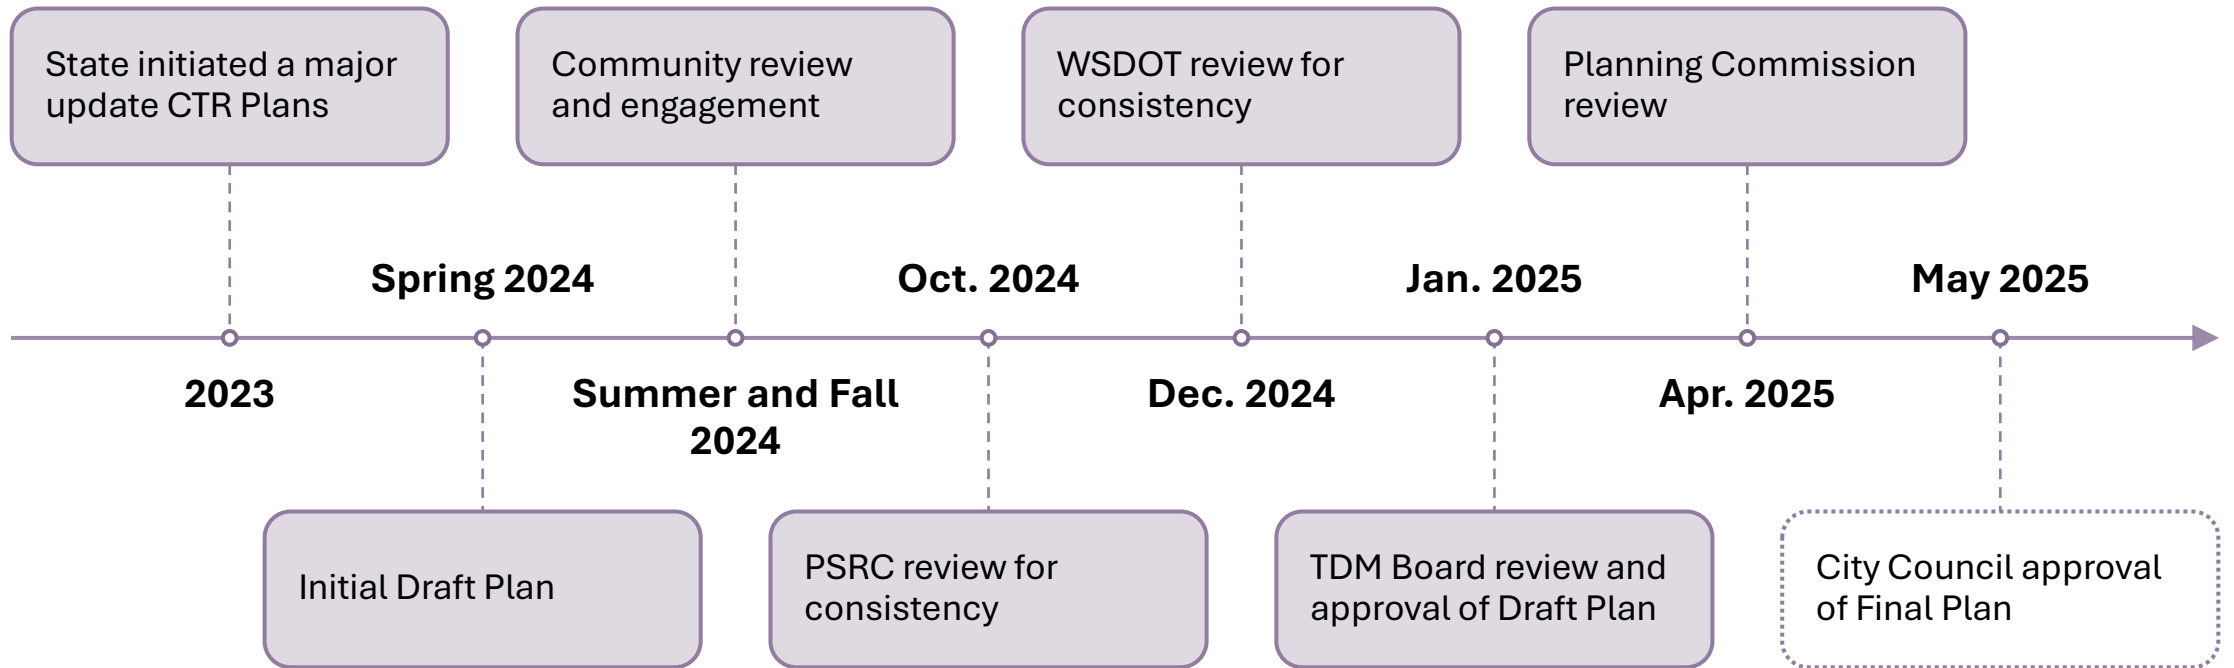 State initiated a major
update CTR Plans
Community review
and engagement
WSDOT review for
consistency
Planning Commission
review
Spring 2024
Oct. 2024
Jan. 2025
May 2025
2023
Summer and Fall
2024
Dec. 2024
Apr. 2025
Initial Draft Plan
PSRC review for
consistency
TDM Board review and
approval of Draft Plan
City Council approval
of Final Plan